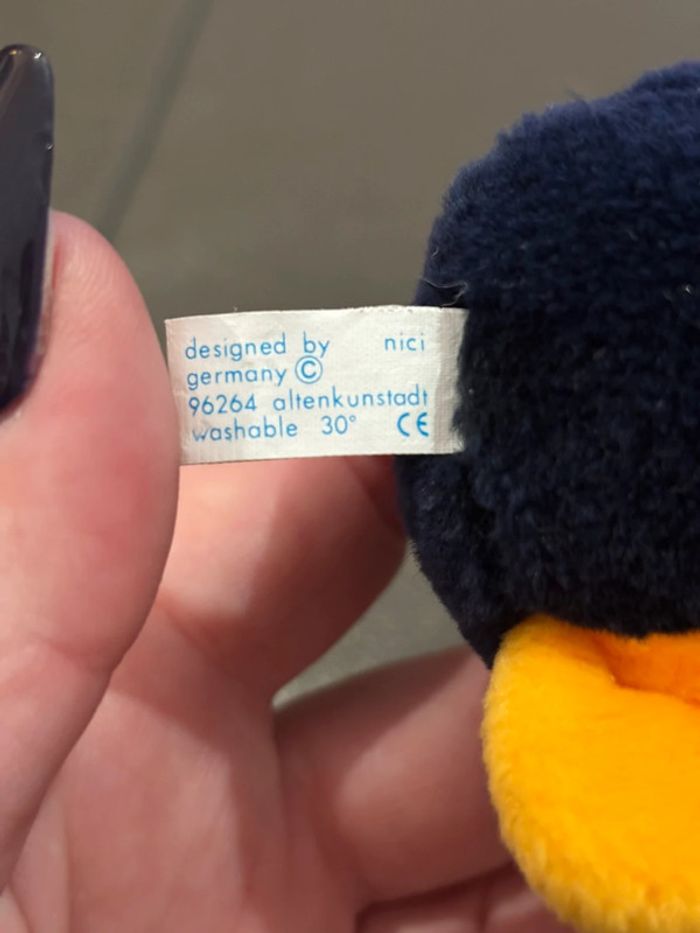 designed by nici
germany ©
96264 altenkunstadt
washable 30° CE